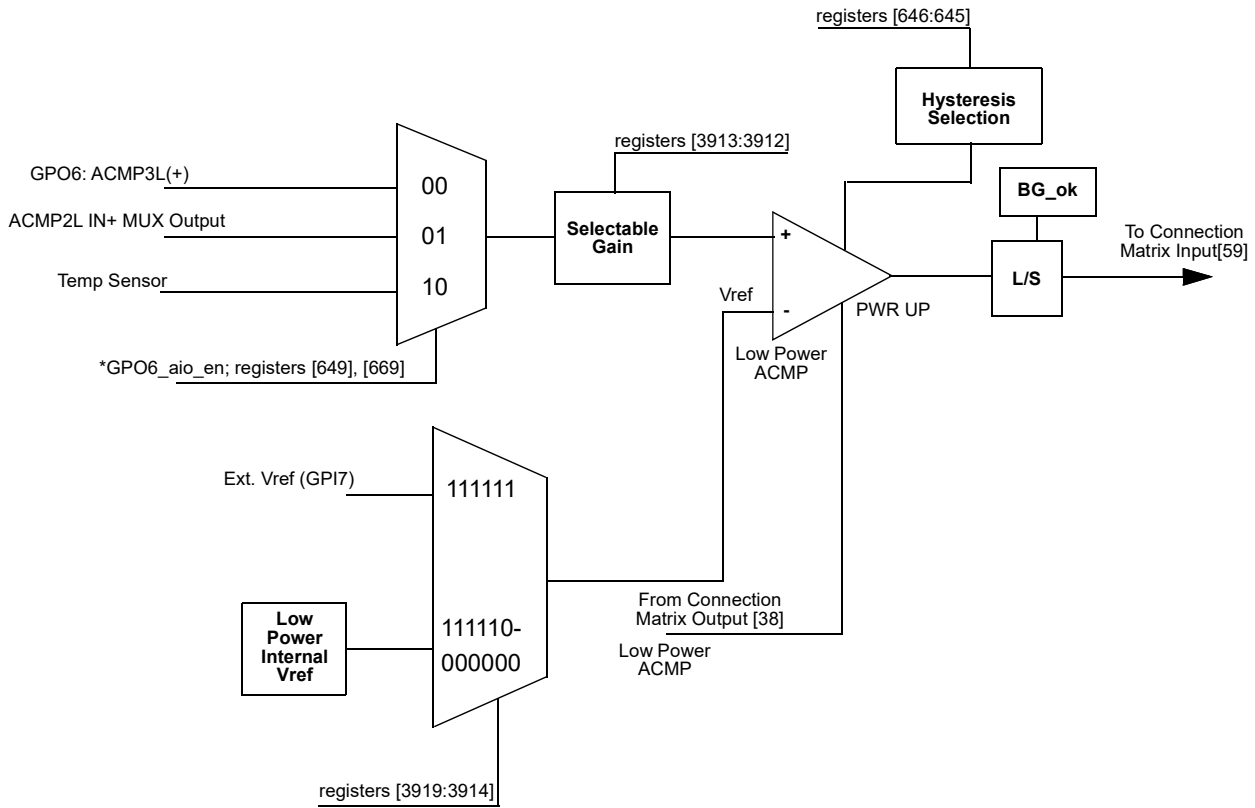 registers [646:645]
Hysteresis
Selection
registers [3913:3912]
GPO6: ACMP3L(+)
00
BG_ok
ACMP2L IN+ MUX Output
01
Selectable
Gain
+
To Connection
Matrix Input[59]
Temp Sensor
10
L/S
Vref
-
PWR UP
Low Power
ACMP
*GPO6_aio_en; registers [649], [669]
Ext. Vref (GPI7)
111111
Low
Power
Internal
Vref
111110-
000000
From Connection
Matrix Output [38]
Low Power
ACMP
registers [3919:3914]